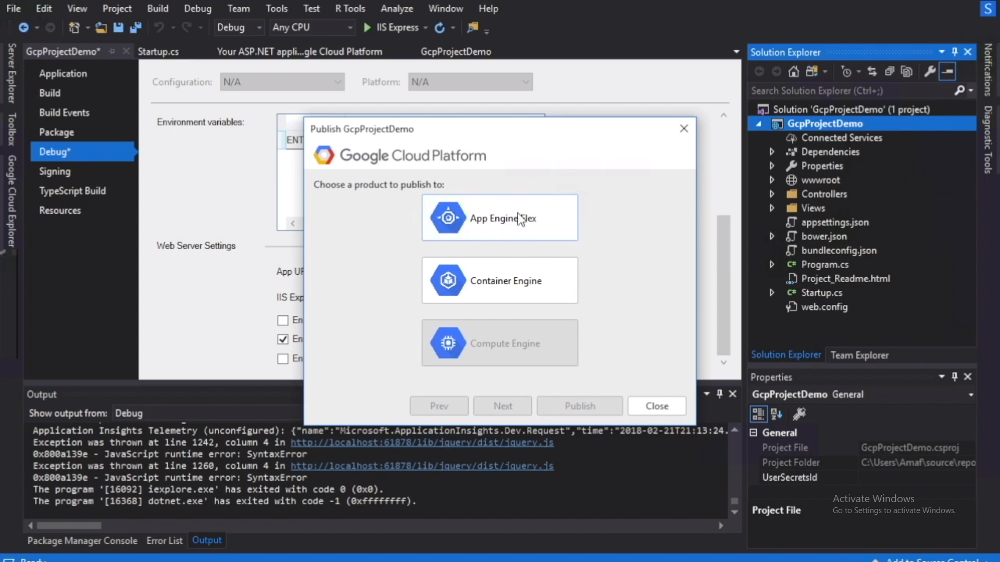 File Edit View Project Build Debug Team Tools Test R Tools Analyze Window Help
S
Debug Any CPU IIS Express
GcpProjectDemo* Startup.cs Your ASP.NET appli...gle Cloud Platform GcpProjectDemo
Server Explorer
Toolbox
Google Cloud Explorer
Application
Build
Build Events
Package
Debug*
Signing
TypeScript Build
Resources
Configuration: N/A Platform: N/A
Environment variables:
ENT
Web Server Settings
App UR
IIS Exp
En
En
En
Publish GcpProjectDemo
Google Cloud Platform
Choose a product to publish to:
App Engine Flex
Container Engine
Compute Engine
Prev Next Publish Close
Solution Explorer
Search Solution Explorer (Ctrl+;)
Solution 'GcpProjectDemo' (1 project)
GcpProjectDemo
Connected Services
Dependencies
Properties
wwwroot
Controllers
Views
appsettings.json
bower.json
bundleconfig.json
C# Program.cs
Project_Readme.html
C# Startup.cs
web.config
Solution Explorer Team Explorer
Notifications
Diagnostic Tools
Properties
GcpProjectDemo General
General
Project File GcpProjectDemo.csproj
Project Folder C:\Users\Amaf\source\repo
UserSecretsId
Project File
Activate Windows
Go to Settings to activate Windows.
Output
Show output from: Debug
Application Insights Telemetry (unconfigured): {"name":"Microsoft.ApplicationInsights.Dev.Request","time":"2018-02-21T21:13:24.
Exception was thrown at line 1242, column 4 in http://localhost:61878/lib/jquery/dist/jquery.js
0x800a139e - JavaScript runtime error: SyntaxError
Exception was thrown at line 1260, column 4 in http://localhost:61878/lib/jquery/dist/jquery.js
0x800a139e - JavaScript runtime error: SyntaxError
The program '[16092] iexplore.exe' has exited with code 0 (0x0).
The program '[16368] dotnet.exe' has exited with code -1 (0xffffffff).
Package Manager Console Error List Output
Ready Add to Source Control